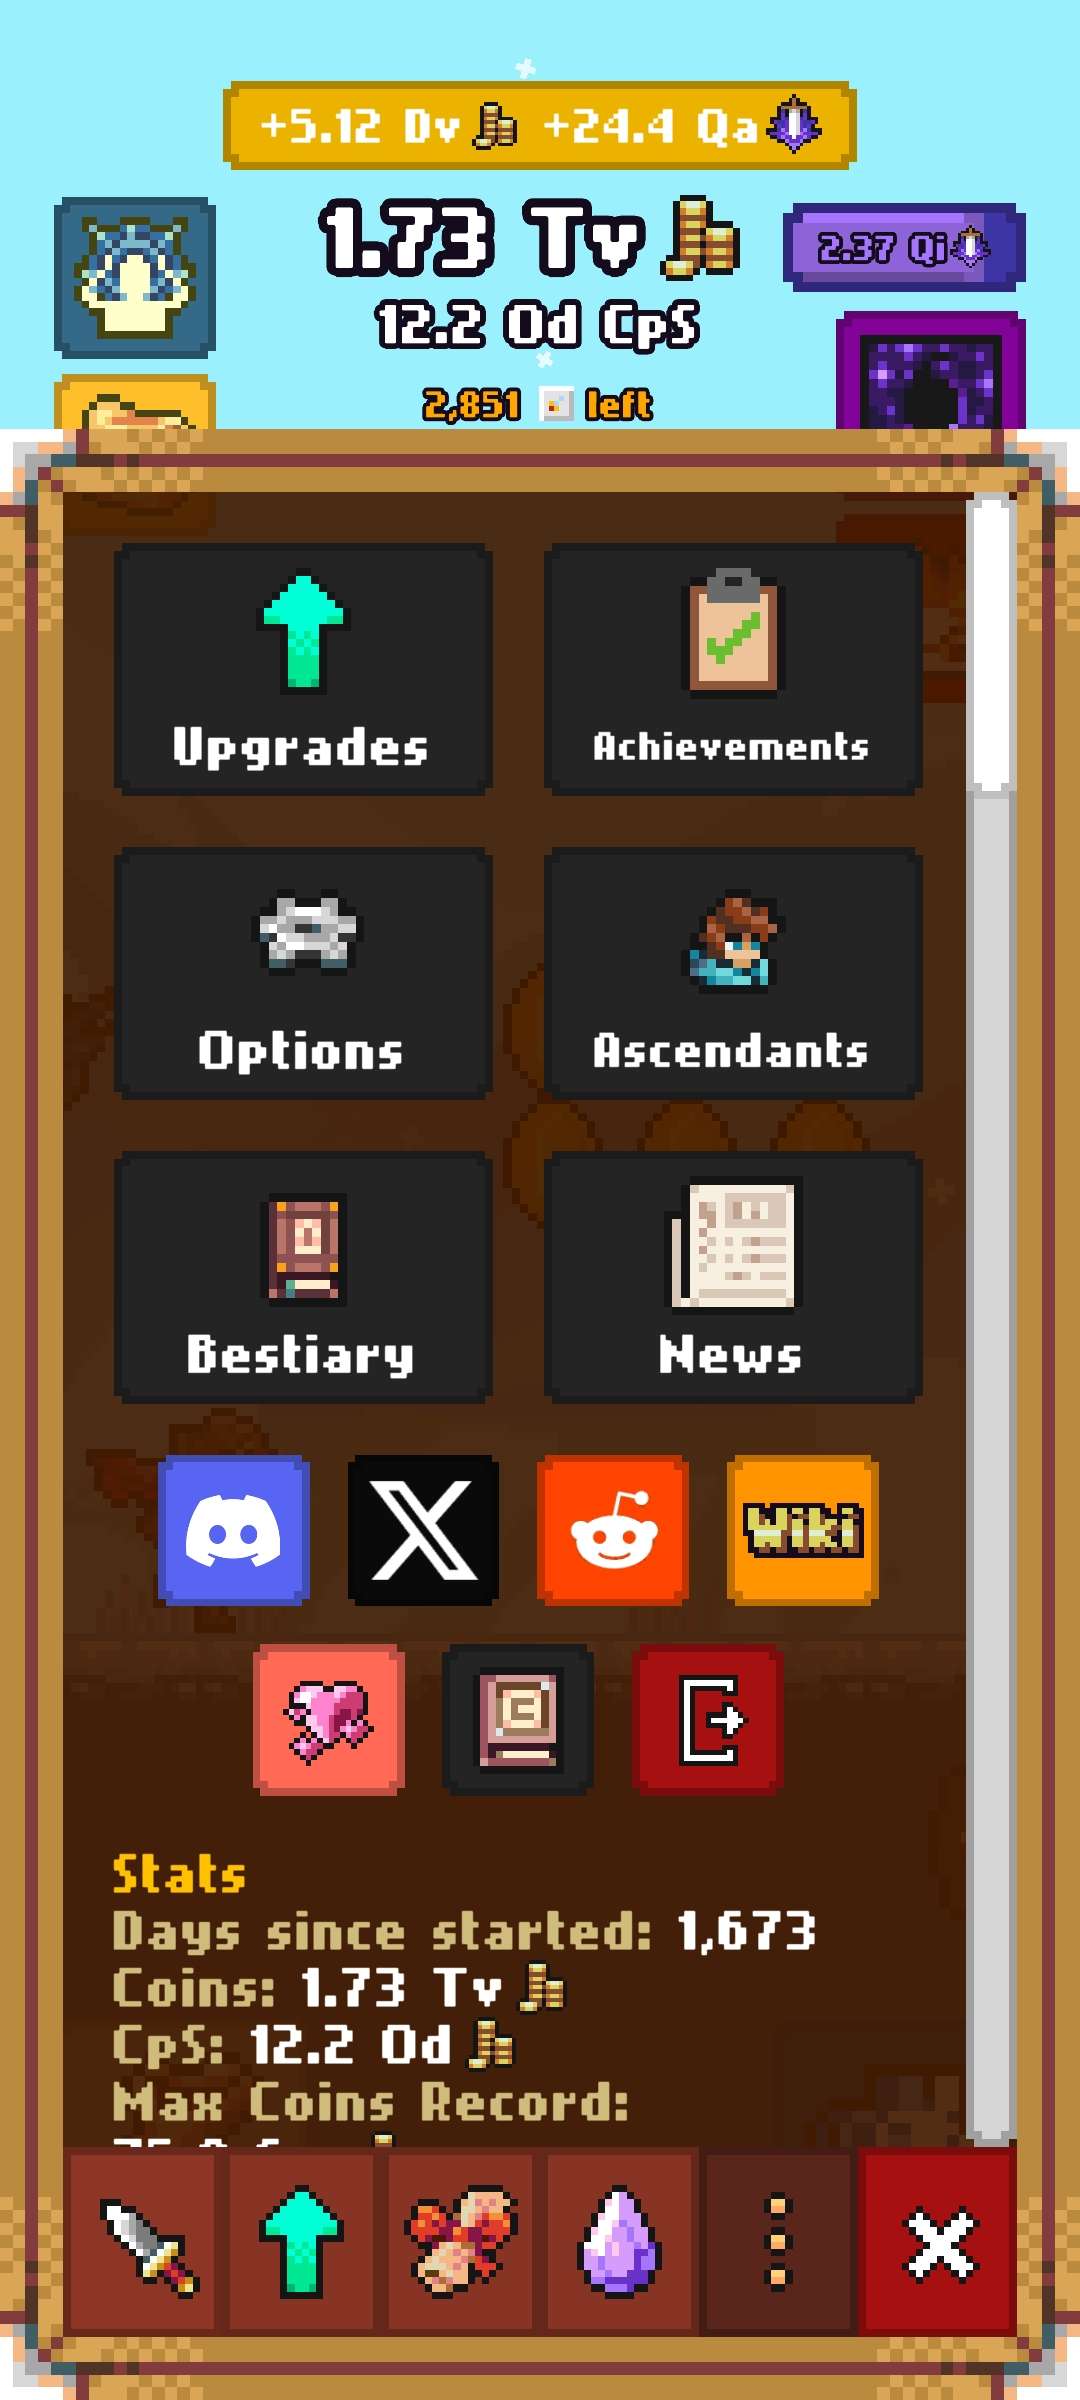 +5.12 Dv +24.4 Qa
1.73 Tv
2.37 Qi
12.2 Od CpS
2,851 left
Upgrades
Achievements
Options
Ascendants
Bestiary
News
Wiki
Stats
Days since started: 1,673
Coins: 1.73 Tv
CpS: 12.2 Od
Max Coins Record: